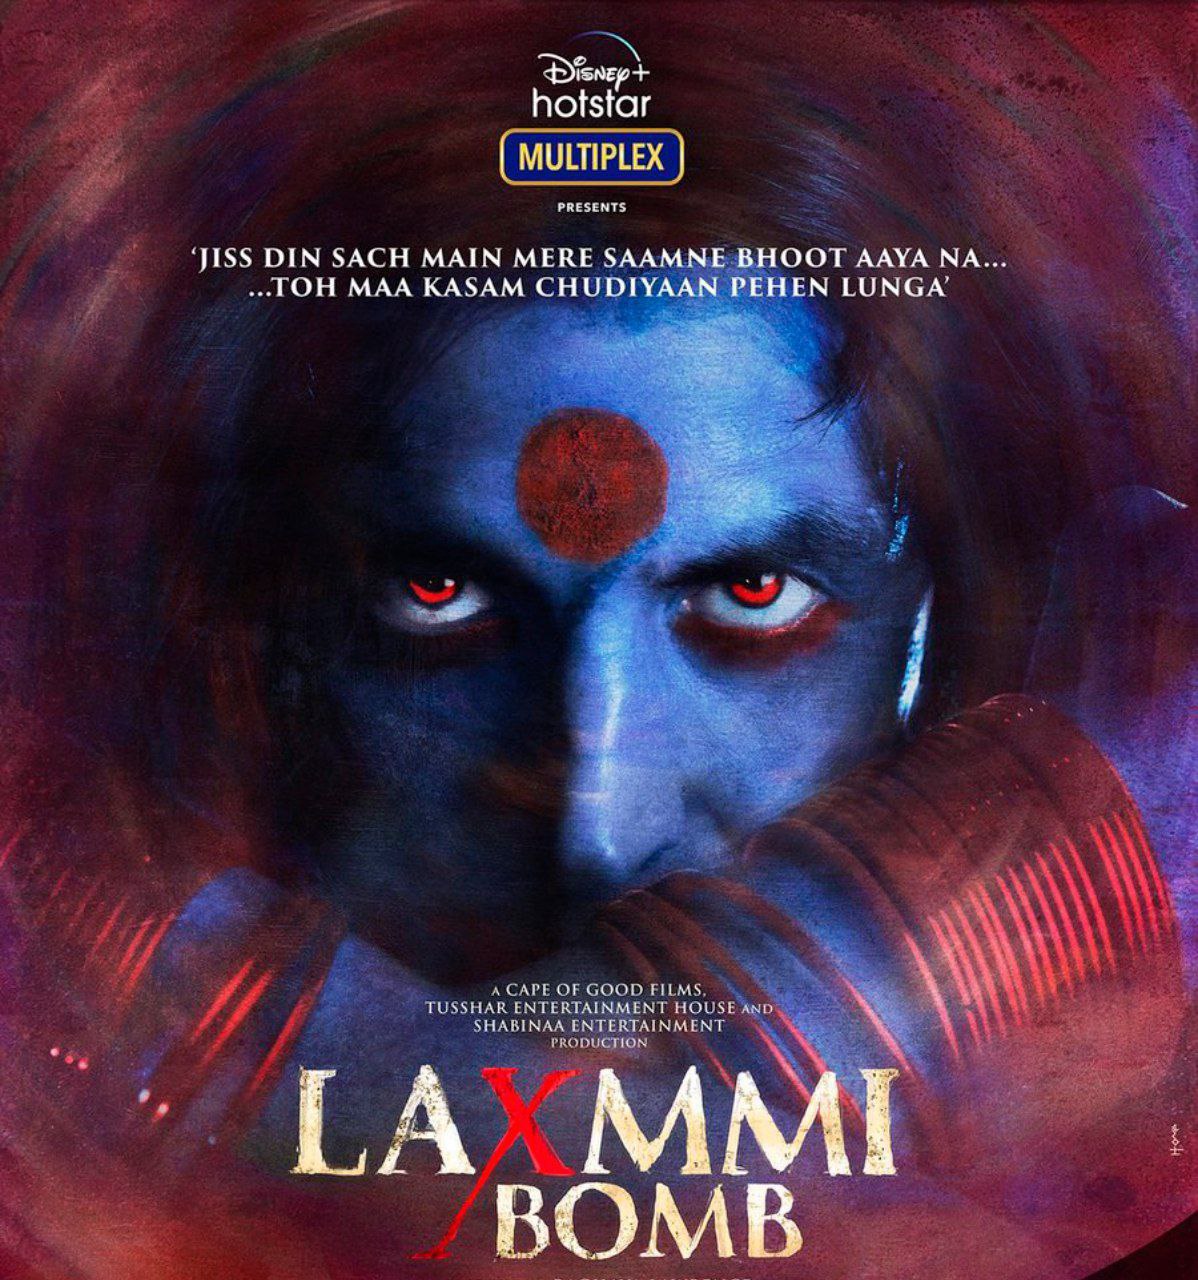 Disney+
hotstar
MULTIPLEX
PRESENTS
‘JISS DIN SACH MAIN MERE SAAMNE BHOOT AAYA NA...
...TOH MAA KASAM CHUDIYAAN PEHEN LUNGA’
A CAPE OF GOOD FILMS,
TUSSHAR ENTERTAINMENT HOUSE AND
SHABINAA ENTERTAINMENT
PRODUCTION
LAXMMI
BOMB